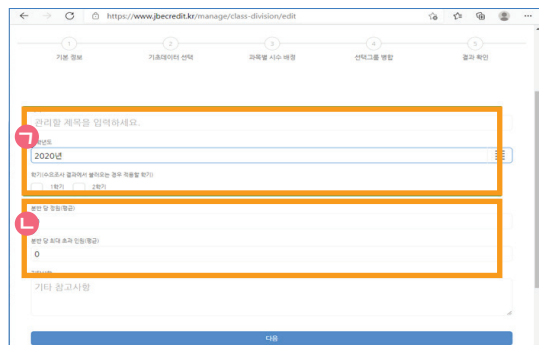 https://www.jbecredit.kr/manage/class-division/edit
1 2 3 4 5
기본 정보 기초데이터 선택 과목별 시수 배정 선택그룹 병합 결과 확인
관리할 제목을 입력하세요.
ㄱ
2020년
학기(수요조사 결과에서 불러오는 경우 적용할 학기)
1학기 2학기
분반 당 정원(평균)
ㄴ
분반 당 최대 초과 인원(평균)
0
기타 참고사항
다음